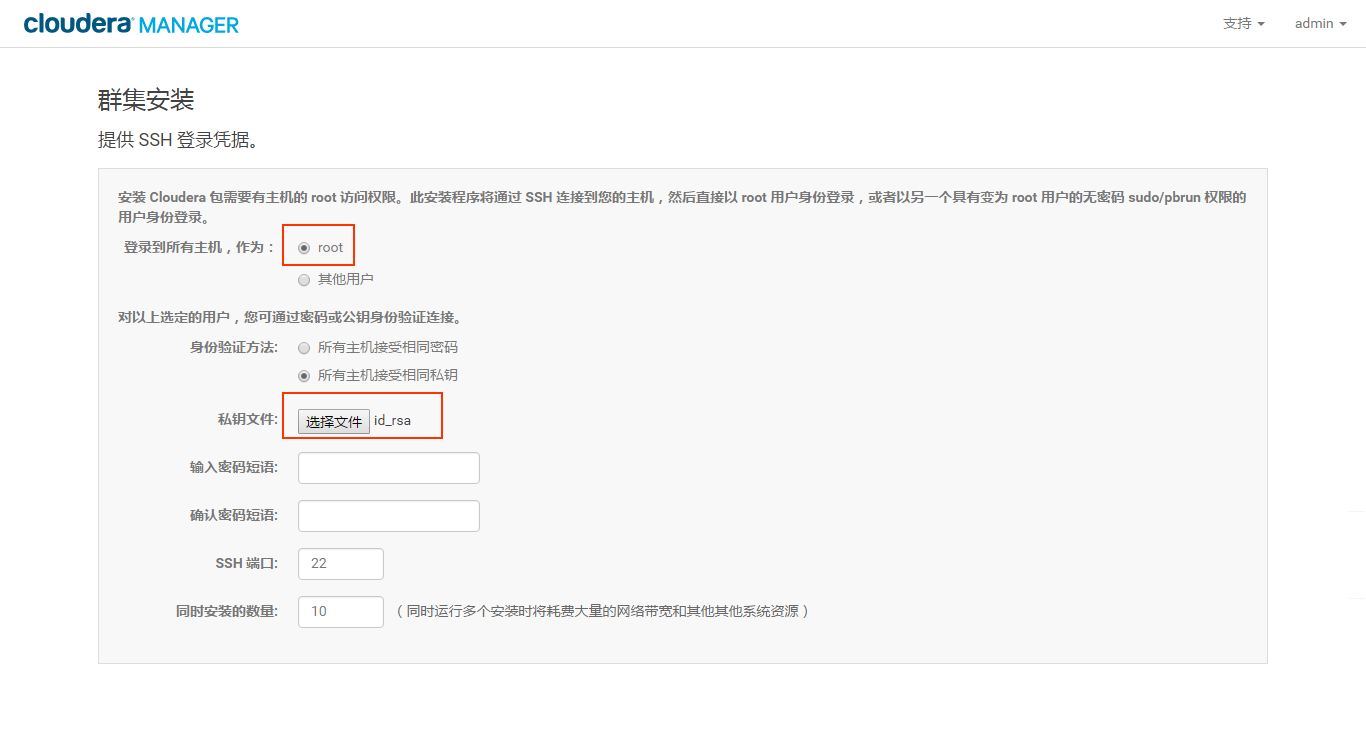 cloudera MANAGER
支持 admin
群集安装
提供 SSH 登录凭据。
安装 Cloudera 包需要有主机的 root 访问权限。此安装程序将通过 SSH 连接到您的主机，然后直接以 root 用户身份登录，或者以另一个具有变为 root 用户的无密码 sudo/pbrun 权限的
用户身份登录。
登录到所有主机，作为： root
其他用户
对以上选定的用户，您可通过密码或公钥身份验证连接。
身份验证方法: 所有主机接受相同密码
所有主机接受相同私钥
私钥文件: 选择文件 id_rsa
输入密码短语:
确认密码短语:
SSH 端口: 22
同时安装的数量: 10 （同时运行多个安装时将耗费大量的网络带宽和其他其他系统资源）